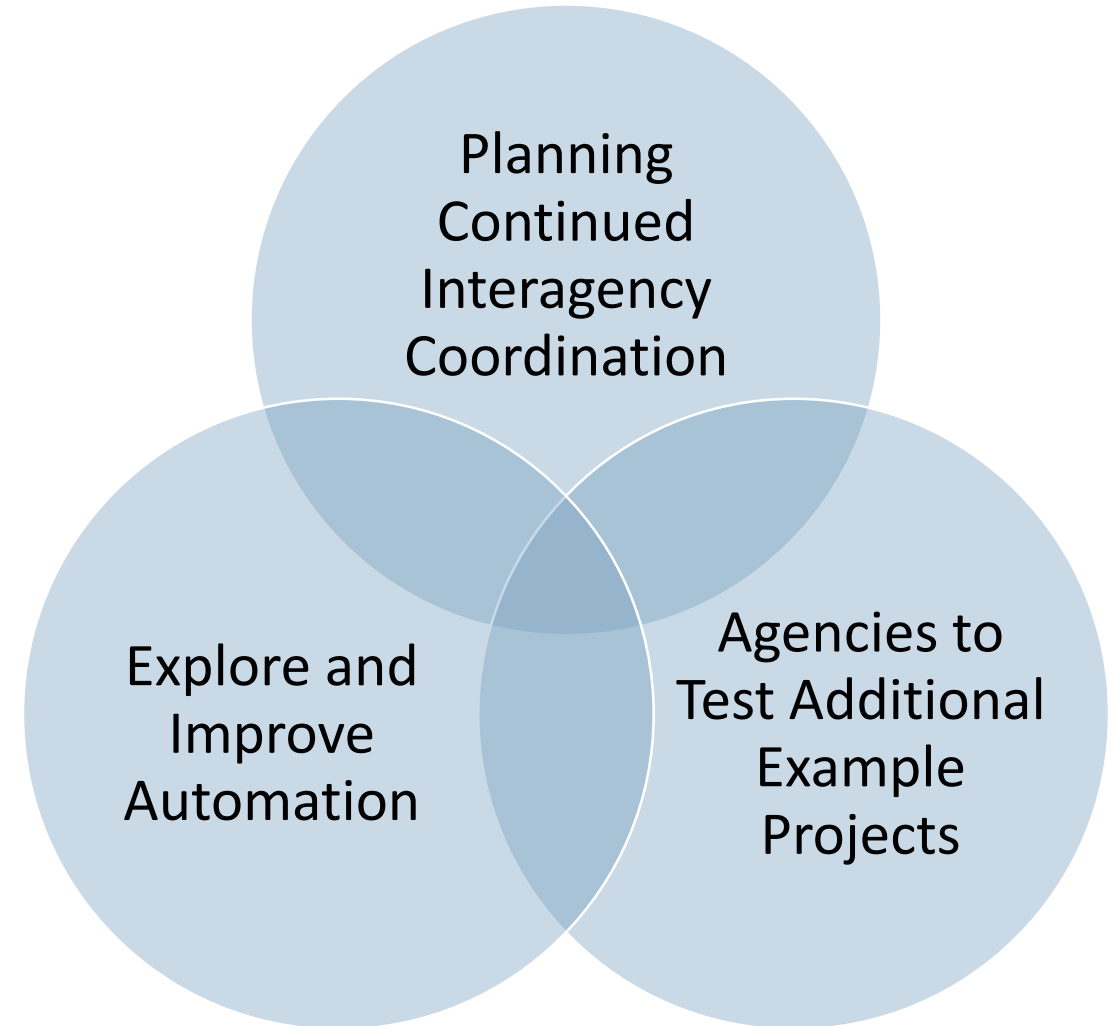 Planning
Continued
Interagency
Coordination
Explore and
Improve
Automation
Agencies to
Test Additional
Example
Projects